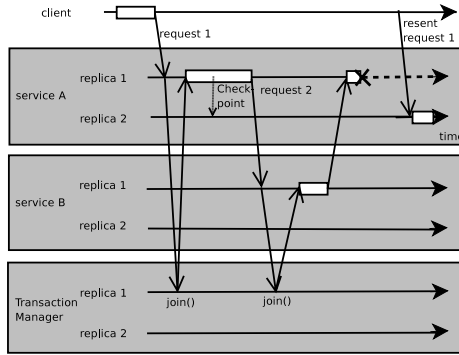 client
request 1
resent
request 1
service A
replica 1
Check-
point
request 2
replica 2
time
service B
replica 1
replica 2
Transaction
Manager
replica 1
join()
join()
replica 2